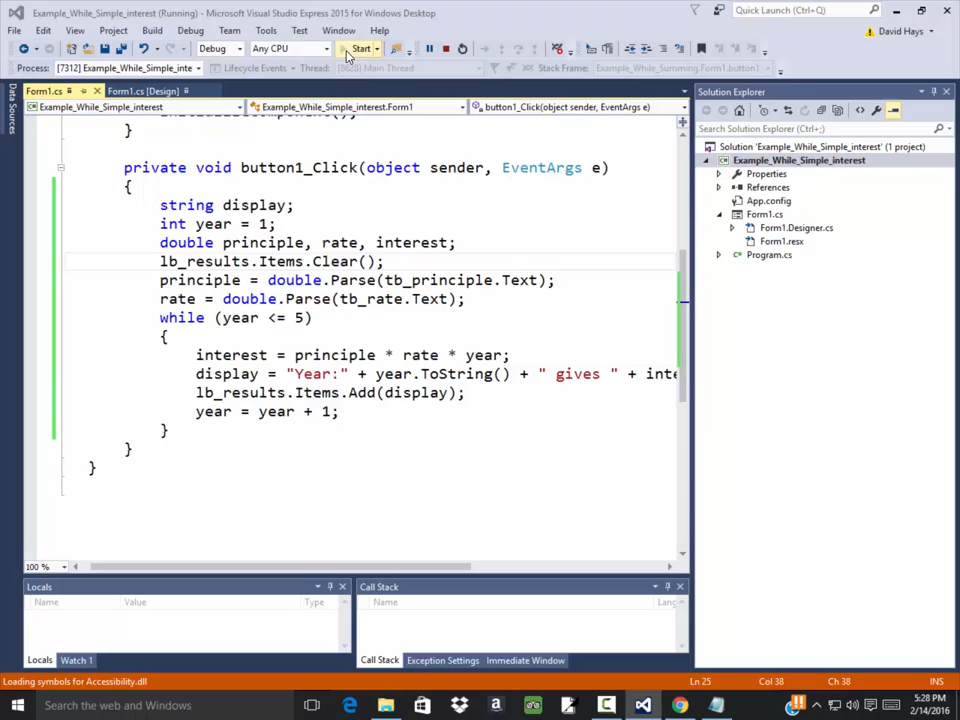 Example_While_Simple_interest (Running) - Microsoft Visual Studio Express 2015 for Windows Desktop
Quick Launch (Ctrl+Q)
File Edit View Project Build Debug Team Tools Test Window Help
David Hays
Debug Any CPU Start
Process: [7312] Example_While_Simple_inte Lifecycle Events Thread: [6628] Main Thread Stack Frame: Example_While_Summing.Form1.button1
Data Sources
Form1.cs Form1.cs [Design]
Example_While_Simple_interest Example_While_Simple_interest.Form1 button1_Click(object sender, EventArgs e)
}
private void button1_Click(object sender, EventArgs e)
{
string display;
int year = 1;
double principle, rate, interest;
lb_results.Items.Clear();
principle = double.Parse(tb_principle.Text);
rate = double.Parse(tb_rate.Text);
while (year <= 5)
{
interest = principle * rate * year;
display = "Year:" + year.ToString() + " gives " + inte
lb_results.Items.Add(display);
year = year + 1;
}
}
}
100 %
Solution Explorer
Search Solution Explorer (Ctrl+;)
Solution 'Example_While_Simple_interest' (1 project)
Example_While_Simple_interest
Properties
References
App.config
Form1.cs
Form1.Designer.cs
Form1.resx
Program.cs
Locals
Name Value Type
Locals Watch 1
Call Stack
Name Lang
Call Stack Exception Settings Immediate Window
Loading symbols for Accessibility.dll Ln 25 Col 38 Ch 38 INS
Search the web and Windows
5:28 PM
2/14/2016